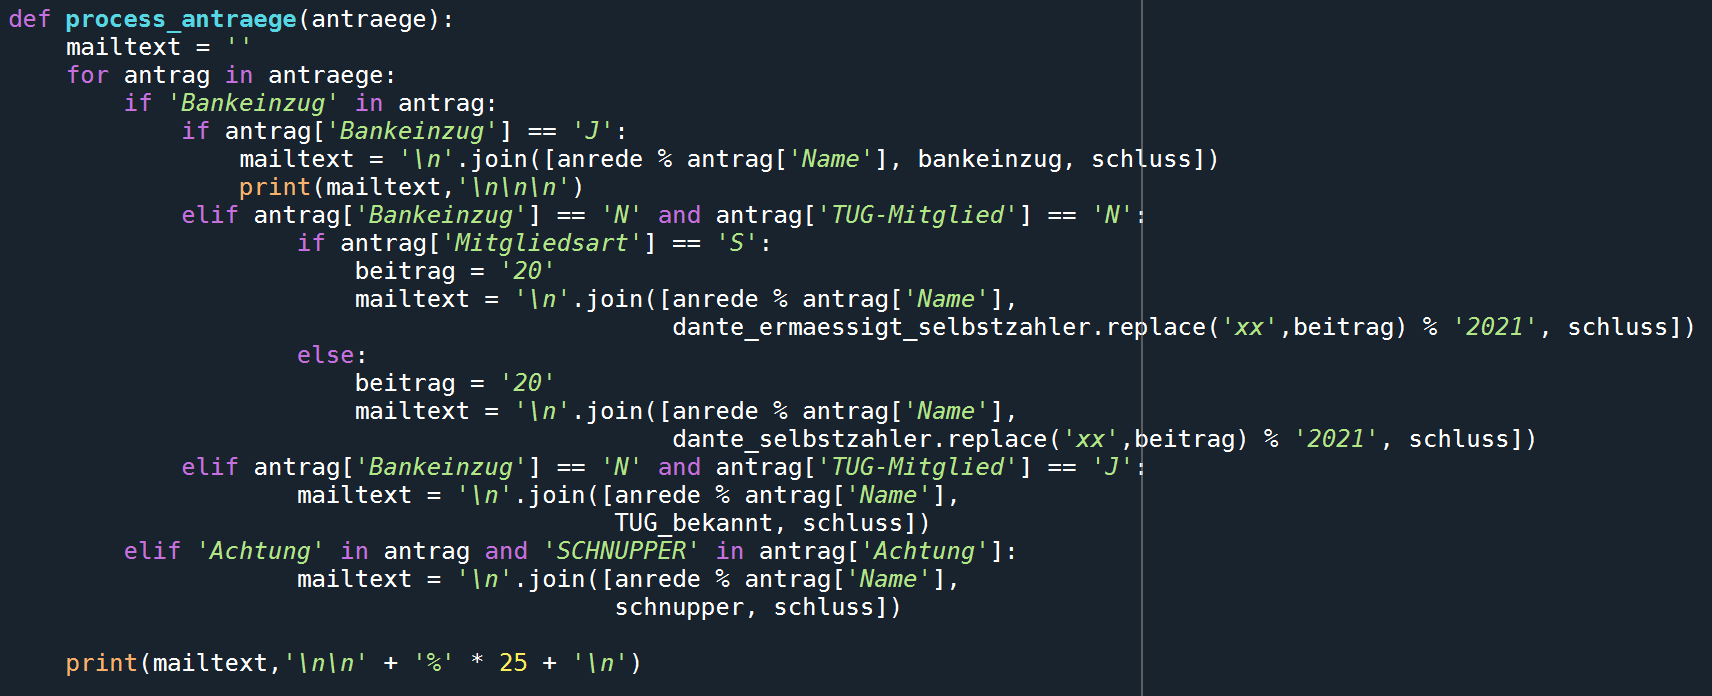 def process_antraege(antraege):
    mailtext = ''
    for antrag in antraege:
        if 'Bankeinzug' in antrag:
            if antrag['Bankeinzug'] == 'J':
                mailtext = '\n'.join([anrede % antrag['Name'], bankeinzug, schluss])
                print(mailtext,'\n\n\n')
            elif antrag['Bankeinzug'] == 'N' and antrag['TUG-Mitglied'] == 'N':
                    if antrag['Mitgliedsart'] == 'S':
                        beitrag = '20'
                        mailtext = '\n'.join([anrede % antrag['Name'],
                                              dante_ermaessigt_selbstzahler.replace('xx',beitrag) % '2021', schluss])
                    else:
                        beitrag = '20'
                        mailtext = '\n'.join([anrede % antrag['Name'],
                                              dante_selbstzahler.replace('xx',beitrag) % '2021', schluss])
            elif antrag['Bankeinzug'] == 'N' and antrag['TUG-Mitglied'] == 'J':
                    mailtext = '\n'.join([anrede % antrag['Name'],
                                          TUG_bekannt, schluss])
        elif 'Achtung' in antrag and 'SCHNUPPER' in antrag['Achtung']:
                    mailtext = '\n'.join([anrede % antrag['Name'],
                                          schnupper, schluss])

    print(mailtext,'\n\n' + '%' * 25 + '\n')